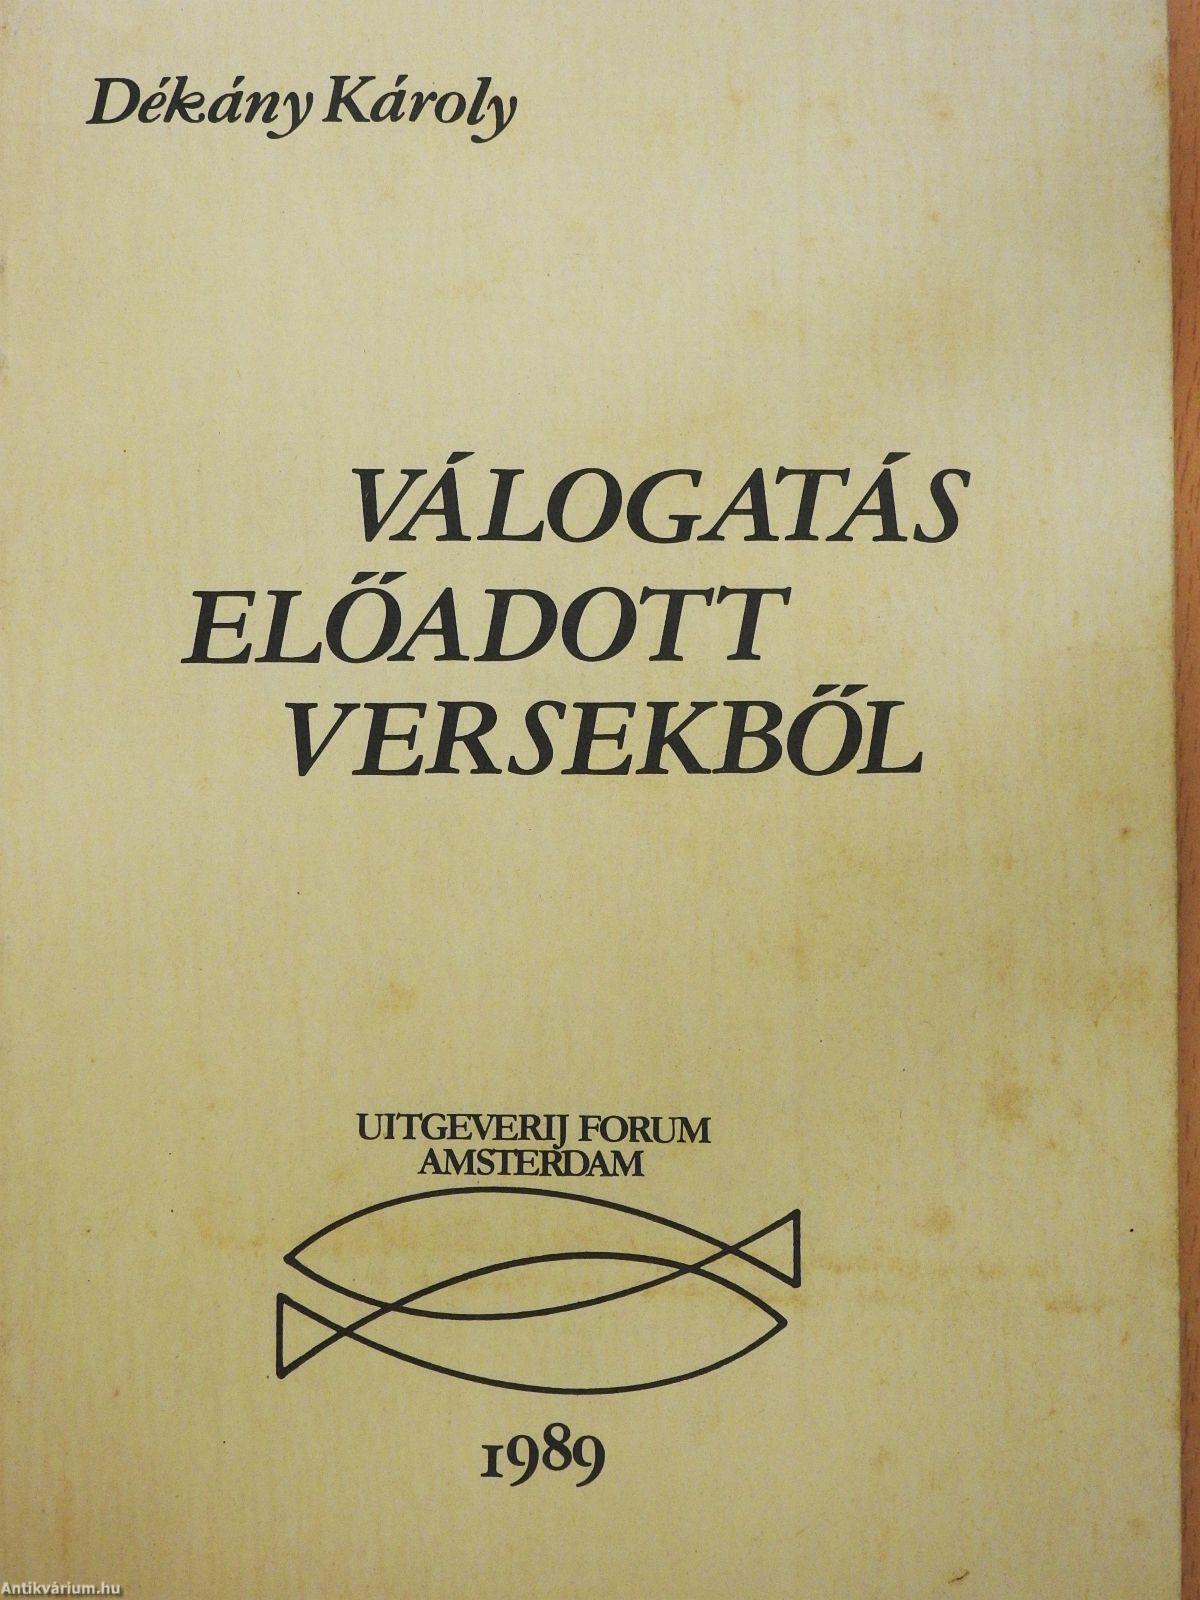 Dékány Károly
VÁLOGATÁS
ELŐADOTT
VERSEKBŐL
UITGEVERIJ FORUM
AMSTERDAM
1989
Antikvárium.hu